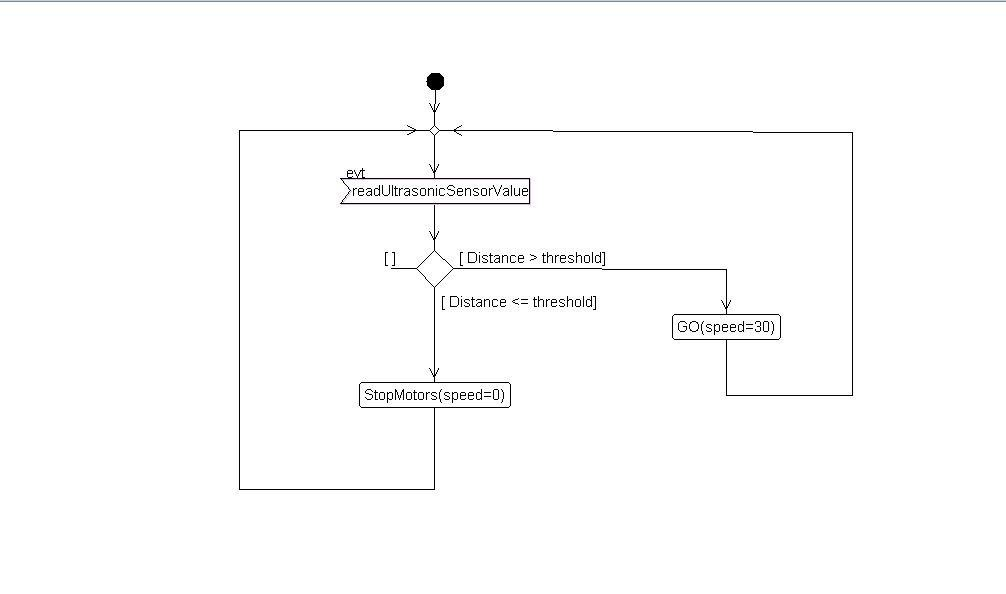 evt
readUltrasonicSensorValue
[ ]
[ Distance > threshold]
[ Distance <= threshold]
GO(speed=30)
StopMotors(speed=0)